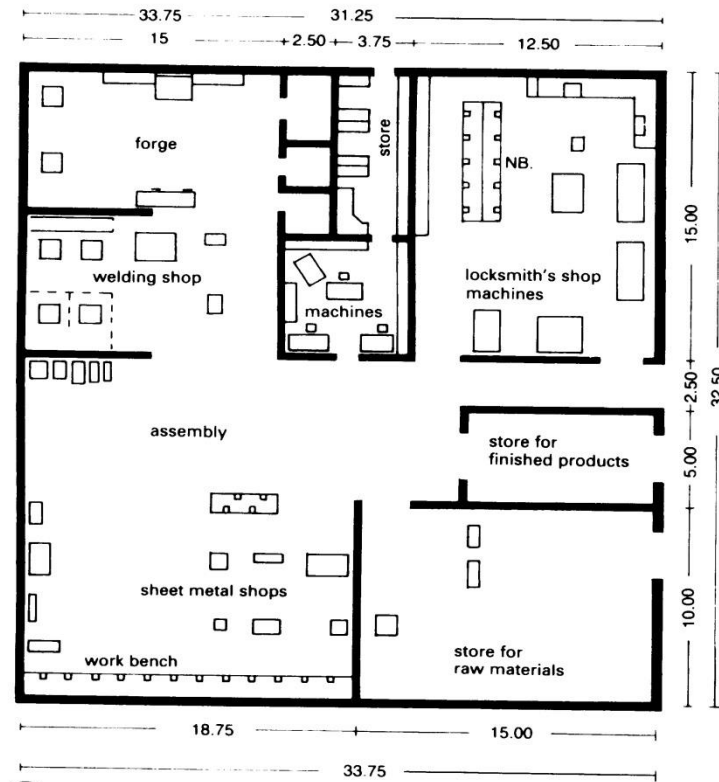 33.75
31.25
15
2.50
3.75
12.50
forge
store
NB.
15.00
welding shop
machines
locksmith's shop
machines
2.50
32.50
assembly
store for
finished products
5.00
sheet metal shops
10.00
work bench
store for
raw materials
18.75
15.00
33.75